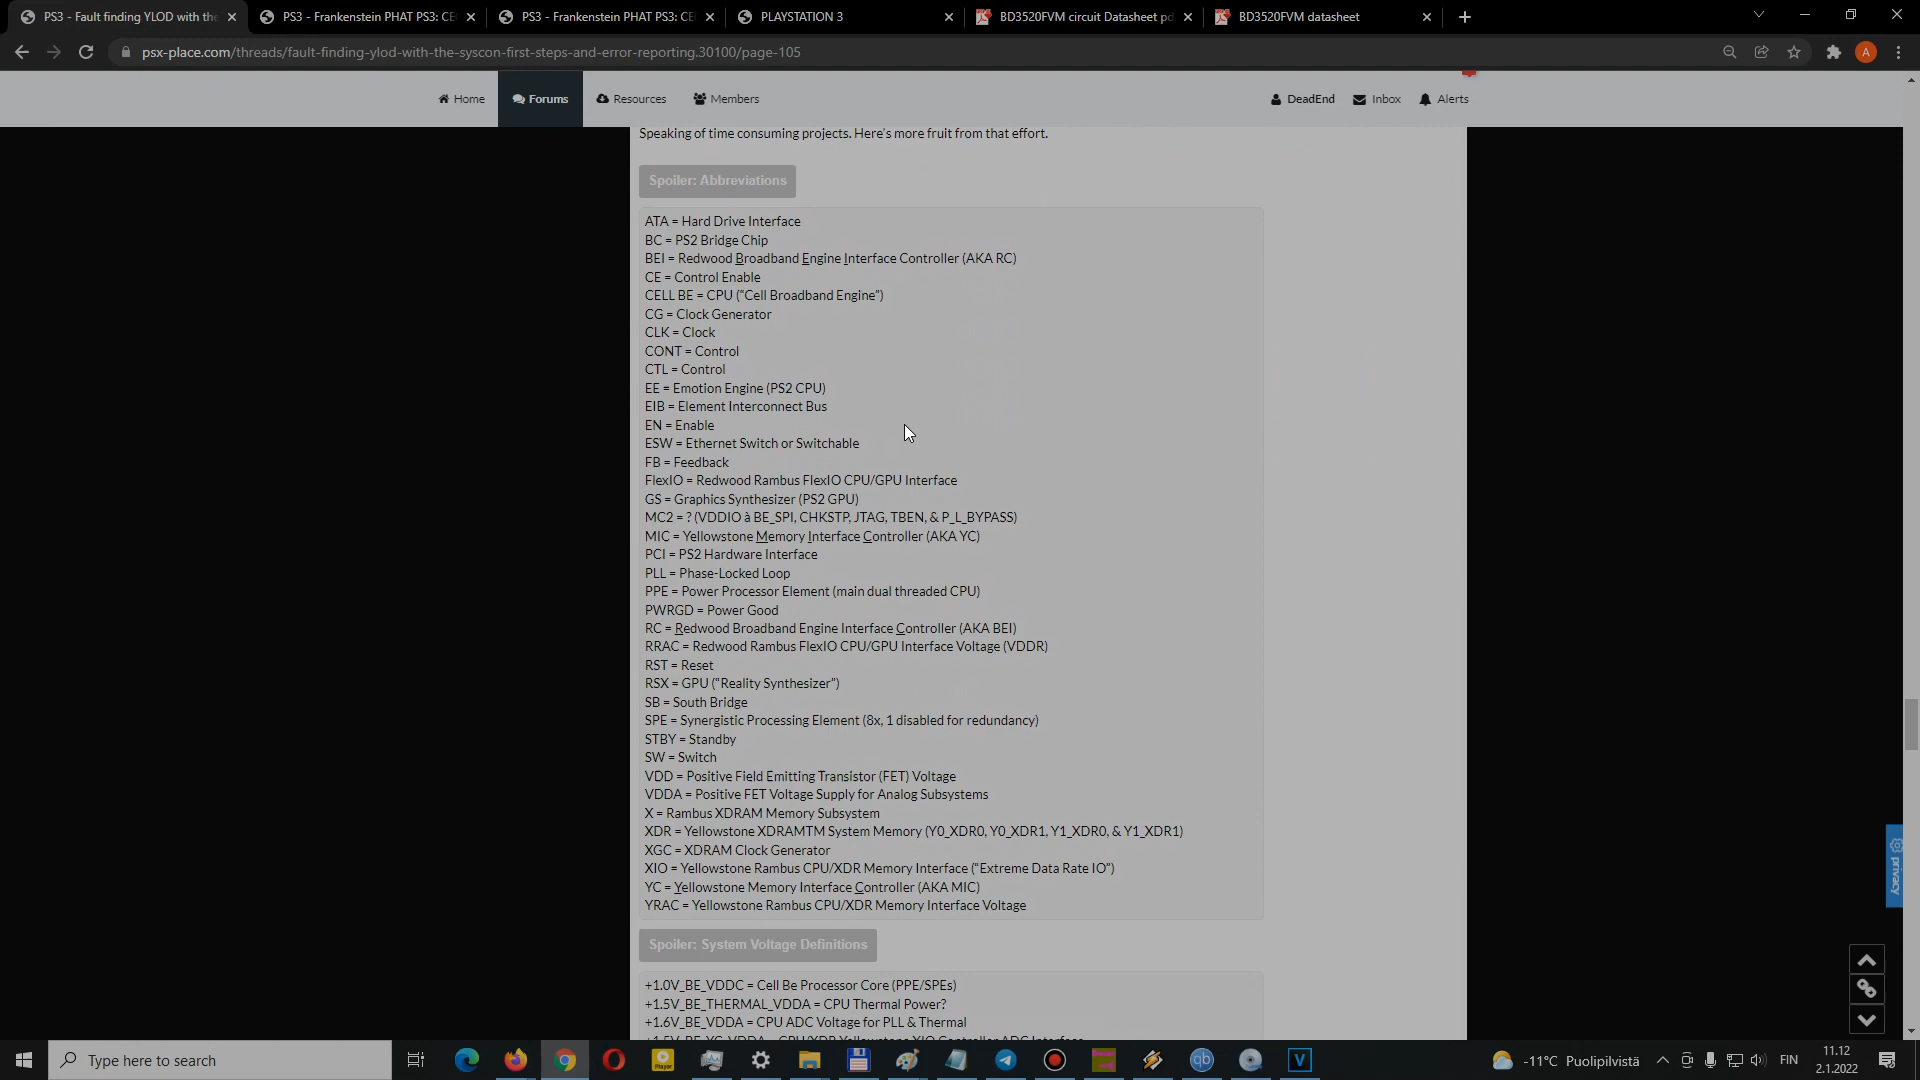 PS3 - Fault finding YLOD with the
PS3 - Frankenstein PHAT PS3: CE
PS3 - Frankenstein PHAT PS3: CE
PLAYSTATION 3
BD3520FVM circuit Datasheet pd
BD3520FVM datasheet
psx-place.com/threads/fault-finding-ylod-with-the-syscon-first-steps-and-error-reporting.30100/page-105
A
Home
Forums
Resources
Members
DeadEnd
Inbox
Alerts
Speaking of time consuming projects. Here's more fruit from that effort.
Spoiler: Abbreviations
ATA = Hard Drive Interface
BC = PS2 Bridge Chip
BEI = Redwood Broadband Engine Interface Controller (AKA RC)
CE = Control Enable
CELL BE = CPU (“Cell Broadband Engine”)
CG = Clock Generator
CLK = Clock
CONT = Control
CTL = Control
EE = Emotion Engine (PS2 CPU)
EIB = Element Interconnect Bus
EN = Enable
ESW = Ethernet Switch or Switchable
FB = Feedback
FlexIO = Redwood Rambus FlexIO CPU/GPU Interface
GS = Graphics Synthesizer (PS2 GPU)
MC2 = ? (VDDIO à BE_SPI, CHKSTP, JTAG, TBEN, & P_L_BYPASS)
MIC = Yellowstone Memory Interface Controller (AKA YC)
PCI = PS2 Hardware Interface
PLL = Phase-Locked Loop
PPE = Power Processor Element (main dual threaded CPU)
PWRGD = Power Good
RC = Redwood Broadband Engine Interface Controller (AKA BEI)
RRAC = Redwood Rambus FlexIO CPU/GPU Interface Voltage (VDDR)
RST = Reset
RSX = GPU (“Reality Synthesizer”)
SB = South Bridge
SPE = Synergistic Processing Element (8x, 1 disabled for redundancy)
STBY = Standby
SW = Switch
VDD = Positive Field Emitting Transistor (FET) Voltage
VDDA = Positive FET Voltage Supply for Analog Subsystems
X = Rambus XDRAM Memory Subsystem
XDR = Yellowstone XDRAMTM System Memory (Y0_XDR0, Y0_XDR1, Y1_XDR0, & Y1_XDR1)
XGC = XDRAM Clock Generator
XIO = Yellowstone Rambus CPU/XDR Memory Interface (“Extreme Data Rate IO”)
YC = Yellowstone Memory Interface Controller (AKA MIC)
YRAC = Yellowstone Rambus CPU/XDR Memory Interface Voltage
privacy
Spoiler: System Voltage Definitions
+1.0V_BE_VDDC = Cell Be Processor Core (PPE/SPEs)
+1.5V_BE_THERMAL_VDDA = CPU Thermal Power?
+1.6V_BE_VDDA = CPU ADC Voltage for PLL & Thermal
Type here to search
Player
qb
V
-11°C Puolipilvistä
FIN
11.12
2.1.2022